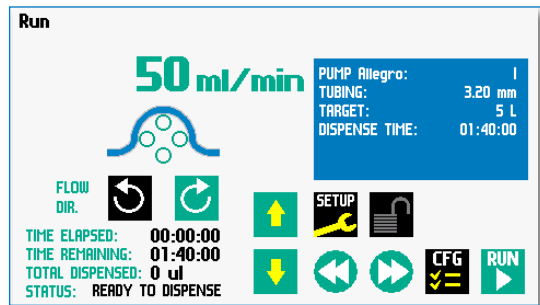 Run
50 ml/min
PUMP Allegro: I
TUBING: 3.20 mm
TARGET: 5 L
DISPENSE TIME: 01:40:00
FLOW
DIR.
SETUP
TIME ELAPSED: 00:00:00
TIME REMAINING: 01:40:00
TOTAL DISPENSED: 0 ul
STATUS: READY TO DISPENSE
CFG
RUN